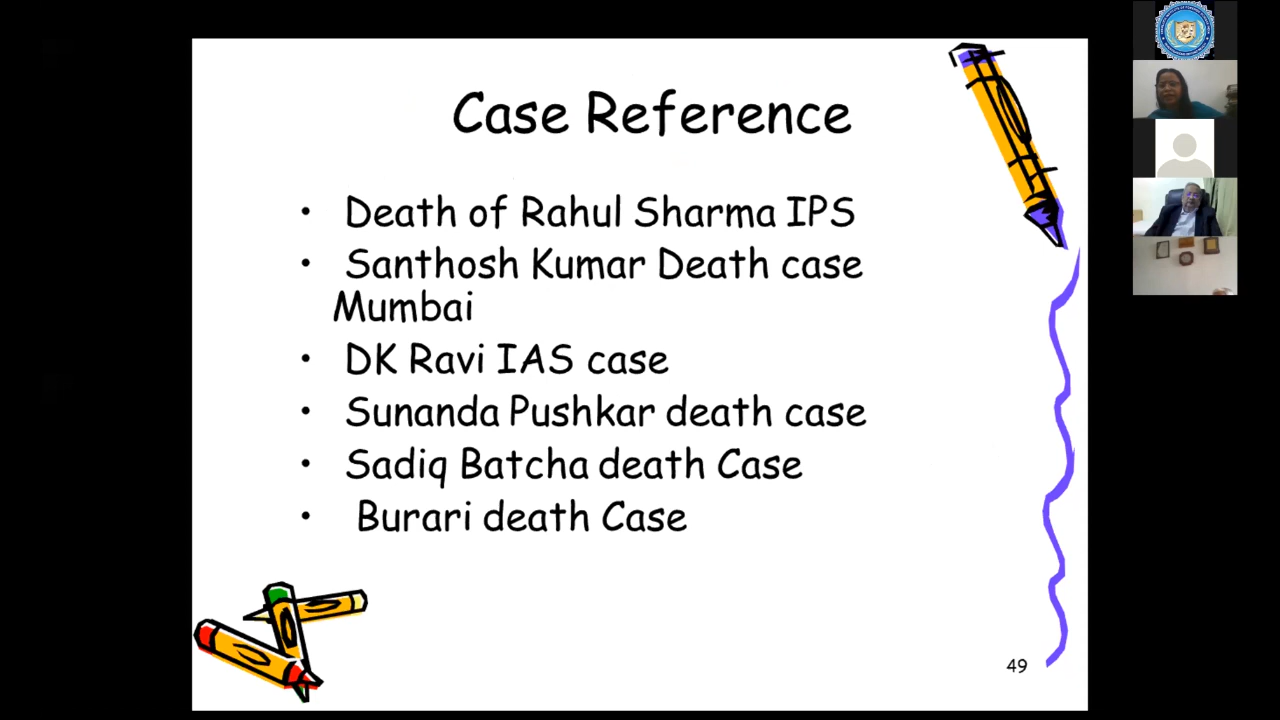 Case Reference
• Death of Rahul Sharma IPS
• Santhosh Kumar Death case
Mumbai
• DK Ravi IAS case
• Sunanda Pushkar death case
• Sadiq Batcha death Case
• Burari death Case
49